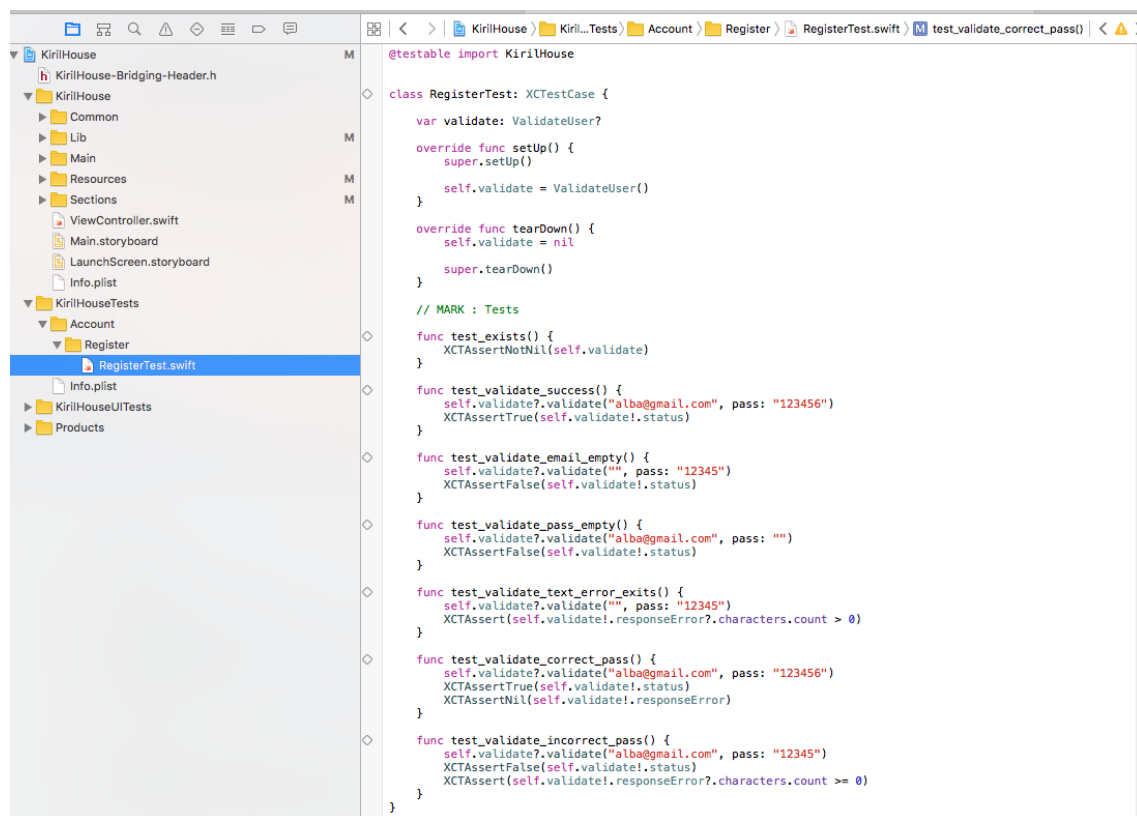 KirilHouse 〉 Kiril...Tests 〉 Account 〉 Register 〉 RegisterTest.swift 〉 M test_validate_correct_pass()
KirilHouse M
h KirilHouse-Bridging-Header.h
KirilHouse
Common
Lib M
Main
Resources M
Sections M
ViewController.swift
Main.storyboard
LaunchScreen.storyboard
Info.plist
KirilHouseTests
Account
Register
RegisterTest.swift
Info.plist
KirilHouseUITests
Products
@testable import KirilHouse
class RegisterTest: XCTestCase {
var validate: ValidateUser?
override func setUp() {
super.setUp()
self.validate = ValidateUser()
}
override func tearDown() {
self.validate = nil
super.tearDown()
}
// MARK : Tests
func test_exists() {
XCTAssertNotNil(self.validate)
}
func test_validate_success() {
self.validate?.validate("alba@gmail.com", pass: "123456")
XCTAssertTrue(self.validate!.status)
}
func test_validate_email_empty() {
self.validate?.validate("", pass: "12345")
XCTAssertFalse(self.validate!.status)
}
func test_validate_pass_empty() {
self.validate?.validate("alba@gmail.com", pass: "")
XCTAssertFalse(self.validate!.status)
}
func test_validate_text_error_exits() {
self.validate?.validate("", pass: "12345")
XCTAssert(self.validate!.responseError?.characters.count > 0)
}
func test_validate_correct_pass() {
self.validate?.validate("alba@gmail.com", pass: "123456")
XCTAssertTrue(self.validate!.status)
XCTAssertNil(self.validate!.responseError)
}
func test_validate_incorrect_pass() {
self.validate?.validate("alba@gmail.com", pass: "12345")
XCTAssertFalse(self.validate!.status)
XCTAssert(self.validate!.responseError?.characters.count >= 0)
}
}